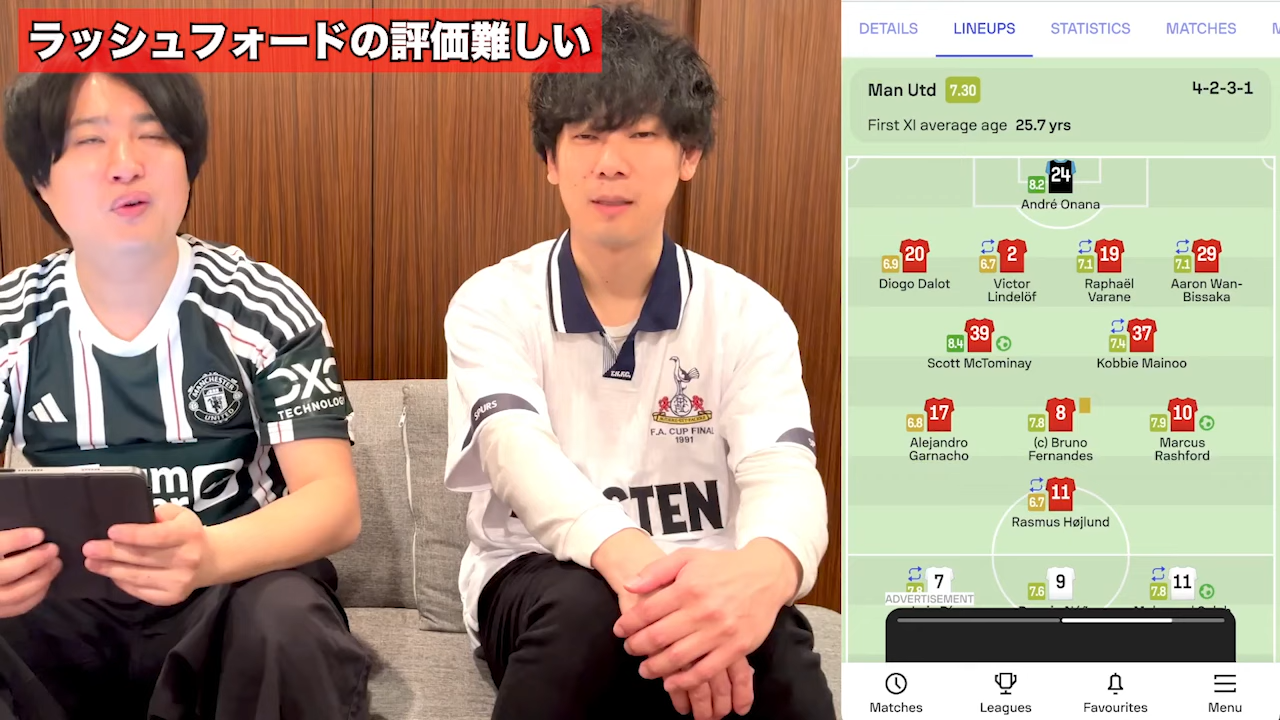 ラッシュフォードの評価難しい
DETAILS
LINEUPS
STATISTICS
MATCHES
Man Utd
7.30
4-2-3-1
First XI average age 25.7 yrs
24
8.2
André Onana
20
6.9
Diogo Dalot
2
6.7
Victor
Lindelöf
19
7.1
Raphaël
Varane
29
7.1
Aaron Wan-
Bissaka
39
8.4
Scott McTominay
37
7.4
Kobbie Mainoo
17
6.8
Alejandro
Garnacho
8
7.8
(c) Bruno
Fernandes
10
7.9
Marcus
Rashford
11
6.7
Rasmus Højlund
7
9
7.6
11
7.8
ADVERTISEMENT
Matches
Leagues
Favourites
Menu
MANCHESTER
UNITED
DXC
TECHNOLOGY
SPURS
F.A. CUP FINAL
1991
STEN